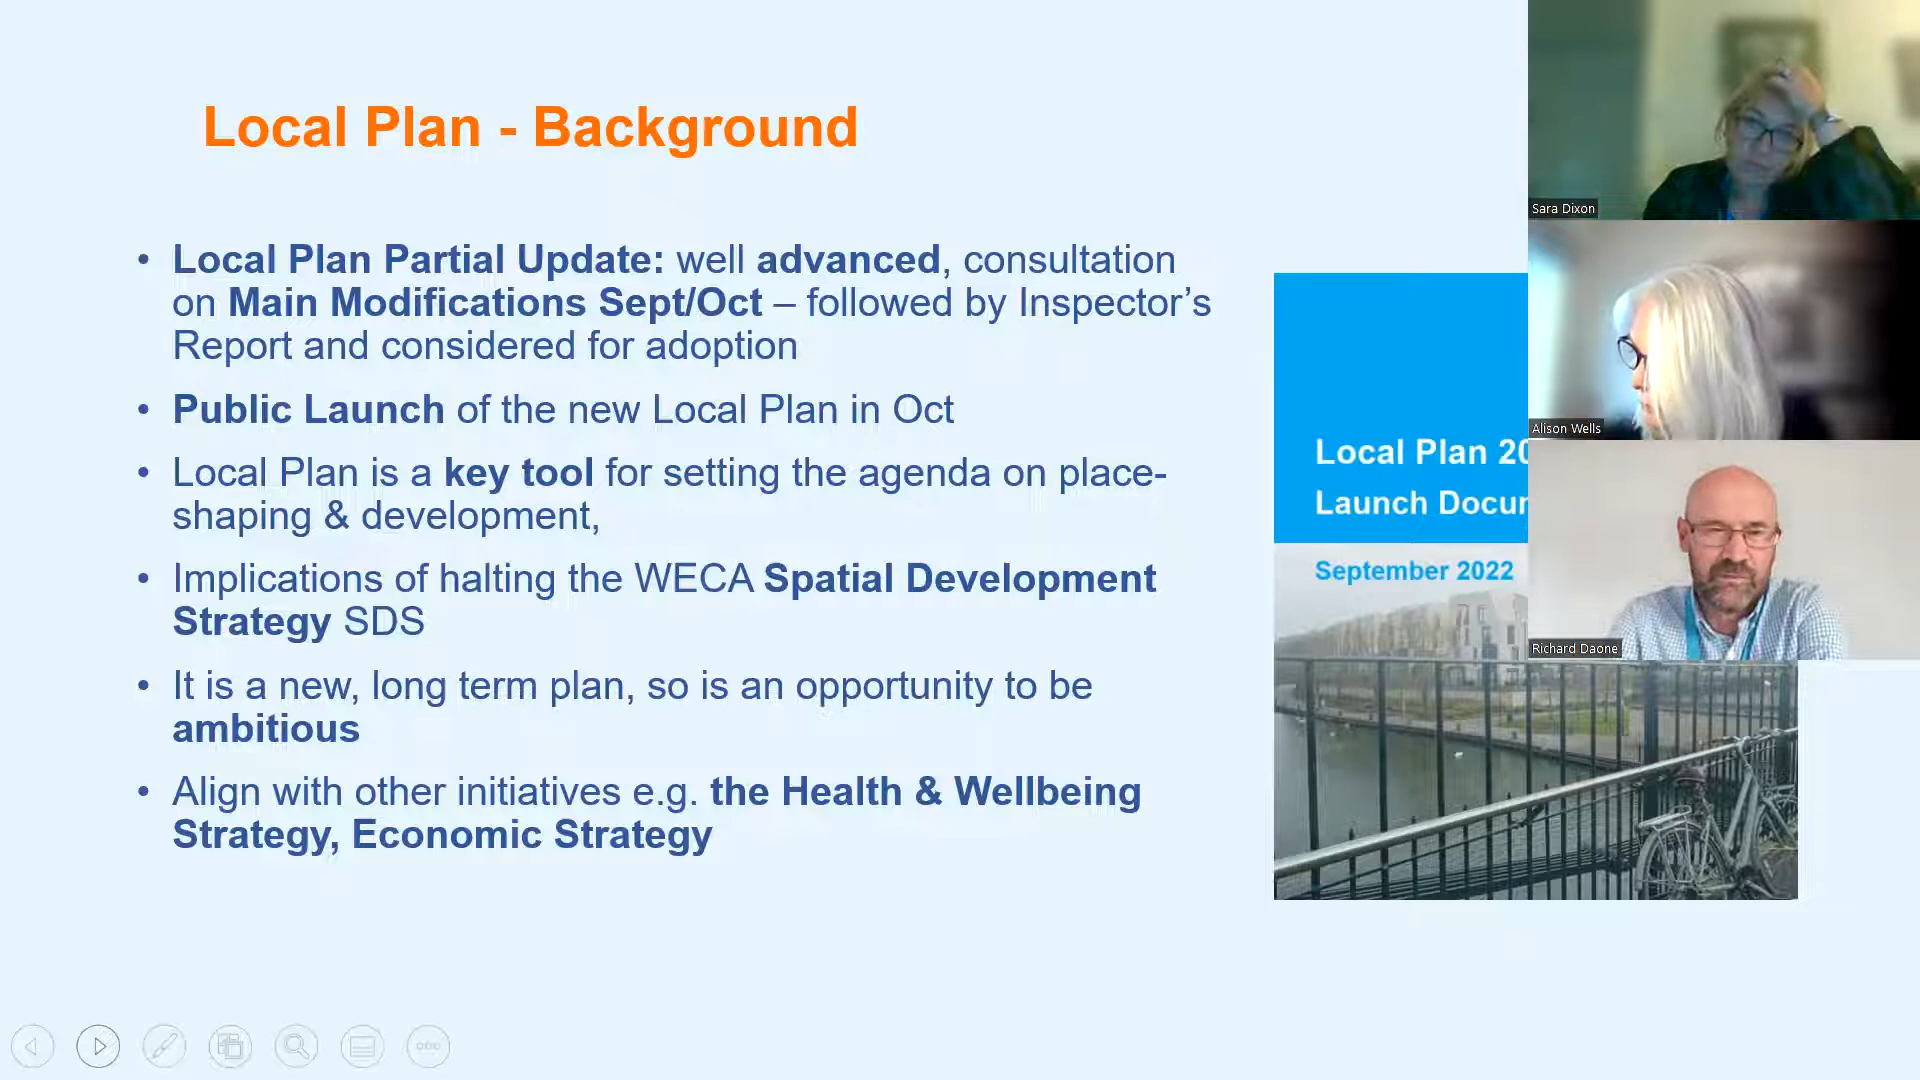 Local Plan - Background
• Local Plan Partial Update: well advanced, consultation
on Main Modifications Sept/Oct – followed by Inspector’s
Report and considered for adoption
• Public Launch of the new Local Plan in Oct
• Local Plan is a key tool for setting the agenda on place-
shaping & development,
• Implications of halting the WECA Spatial Development
Strategy SDS
• It is a new, long term plan, so is an opportunity to be
ambitious
• Align with other initiatives e.g. the Health & Wellbeing
Strategy, Economic Strategy
Local Plan 20
Launch Docu
September 2022
Sara Dixon
Alison Wells
Richard Daone